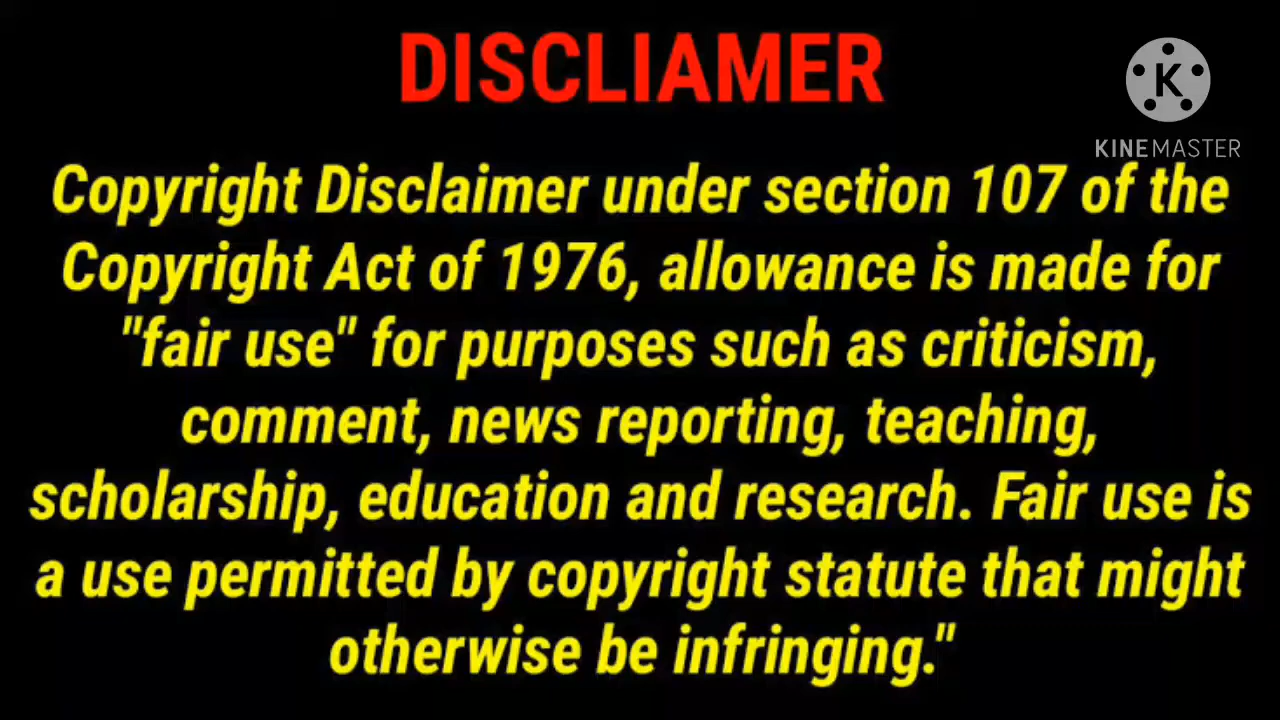 DISCLIAMER
K
KINEMASTER
Copyright Disclaimer under section 107 of the
Copyright Act of 1976, allowance is made for
"fair use" for purposes such as criticism,
comment, news reporting, teaching,
scholarship, education and research. Fair use is
a use permitted by copyright statute that might
otherwise be infringing."